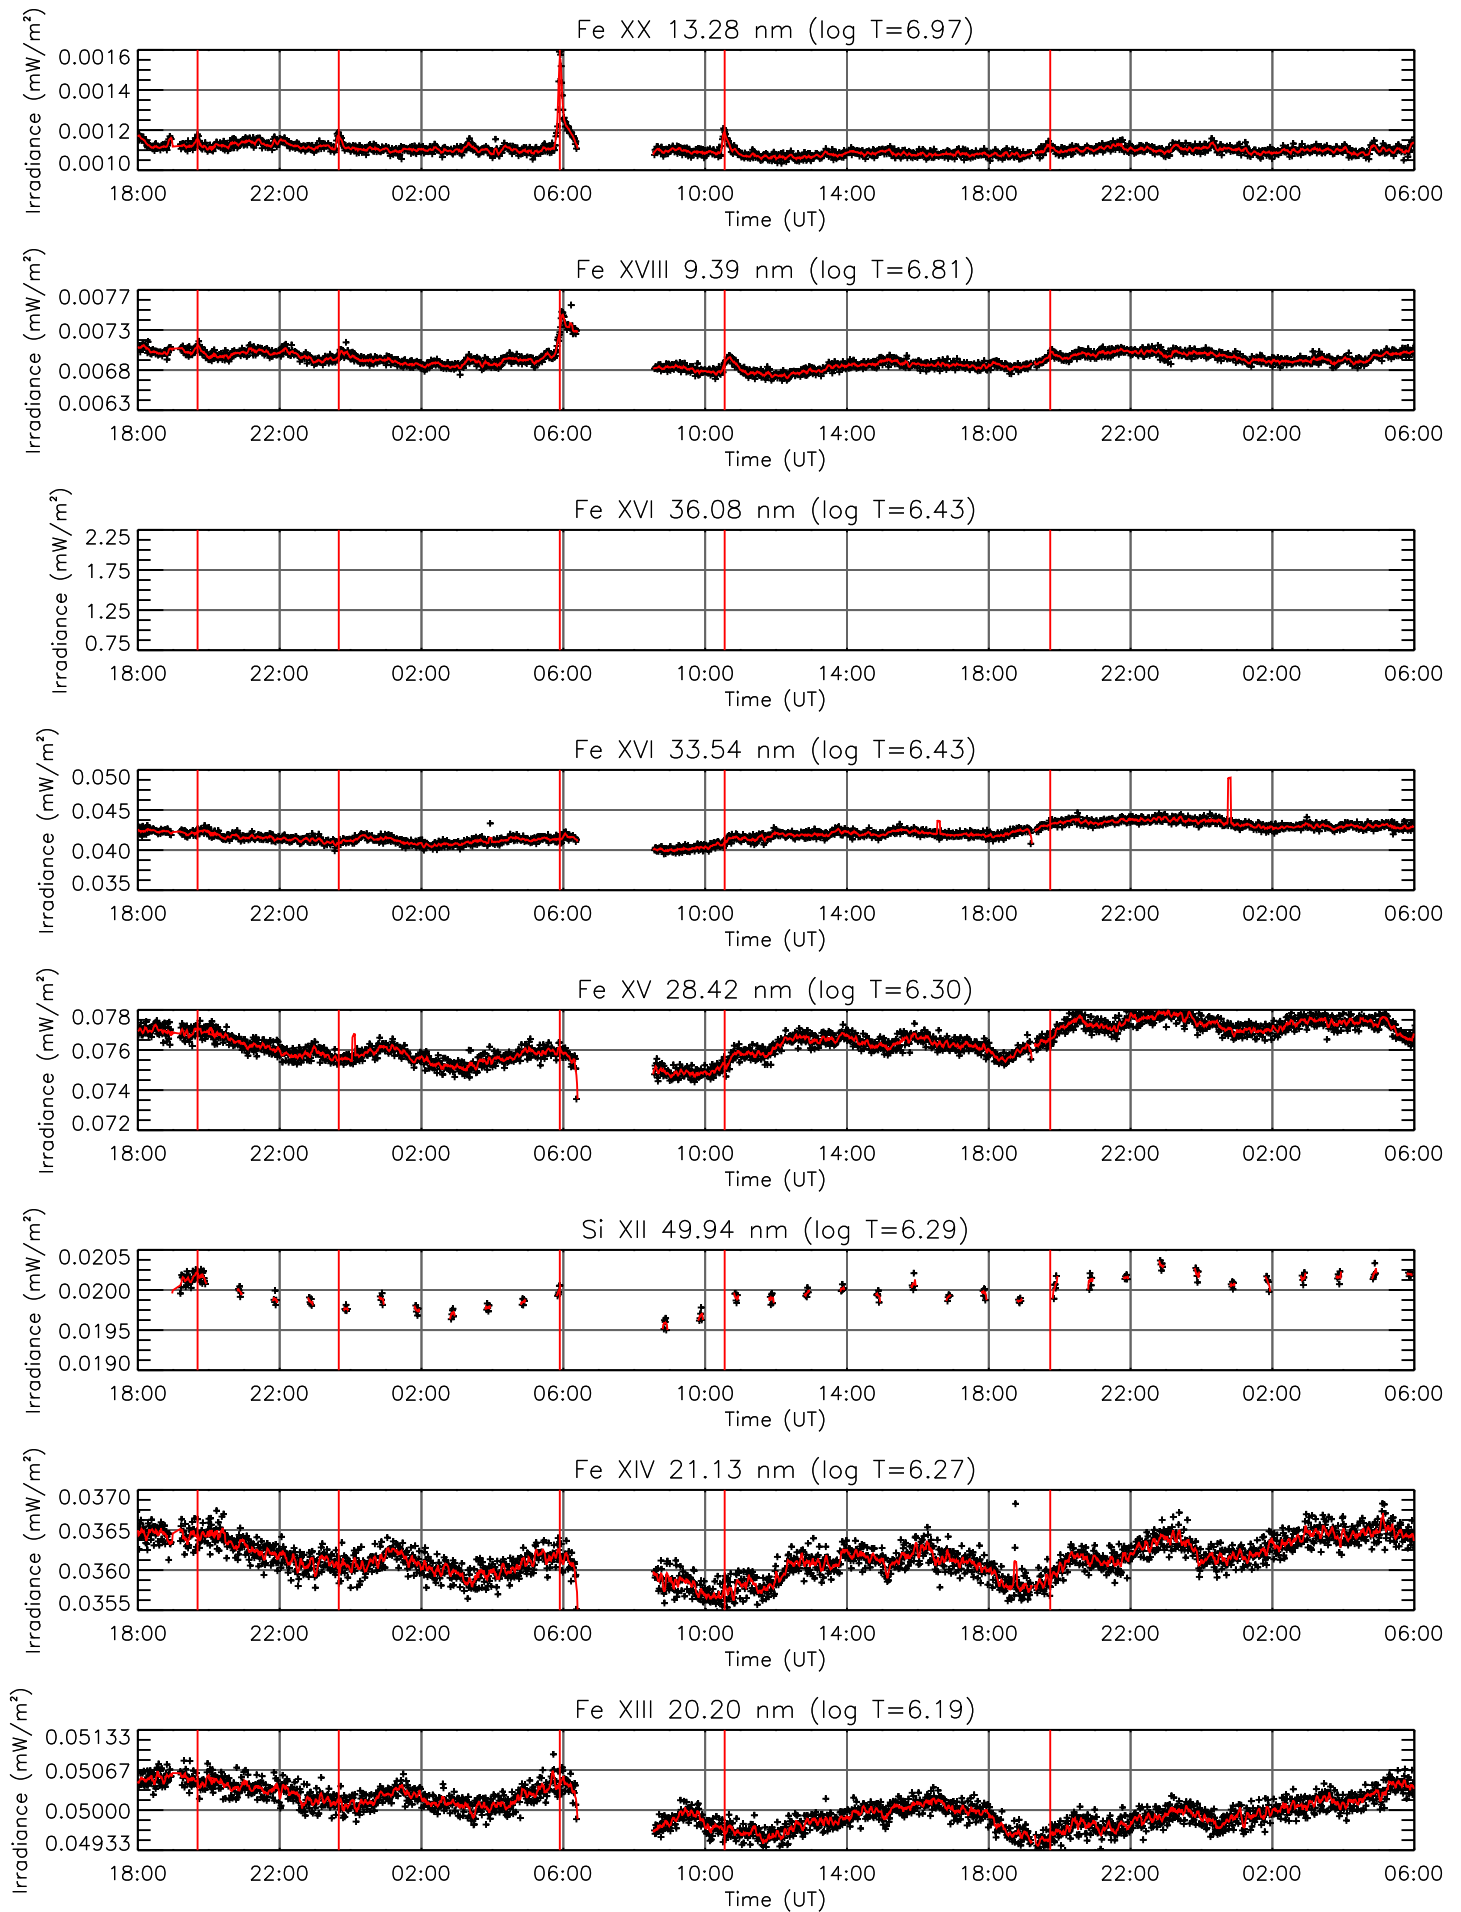 Fe XX 13.28 nm (log T=6.97)
Irradiance (mW/m²)
0.0016
0.0014
0.0012
0.0010
18:00 22:00 02:00 06:00 10:00 14:00 18:00 22:00 02:00 06:00
Time (UT)
Fe XVIII 9.39 nm (log T=6.81)
Irradiance (mW/m²)
0.0077
0.0073
0.0068
0.0063
18:00 22:00 02:00 06:00 10:00 14:00 18:00 22:00 02:00 06:00
Time (UT)
Fe XVI 36.08 nm (log T=6.43)
Irradiance (mW/m²)
2.25
1.75
1.25
0.75
18:00 22:00 02:00 06:00 10:00 14:00 18:00 22:00 02:00 06:00
Time (UT)
Fe XVI 33.54 nm (log T=6.43)
Irradiance (mW/m²)
0.050
0.045
0.040
0.035
18:00 22:00 02:00 06:00 10:00 14:00 18:00 22:00 02:00 06:00
Time (UT)
Fe XV 28.42 nm (log T=6.30)
Irradiance (mW/m²)
0.078
0.076
0.074
0.072
18:00 22:00 02:00 06:00 10:00 14:00 18:00 22:00 02:00 06:00
Time (UT)
Si XII 49.94 nm (log T=6.29)
Irradiance (mW/m²)
0.0205
0.0200
0.0195
0.0190
18:00 22:00 02:00 06:00 10:00 14:00 18:00 22:00 02:00 06:00
Time (UT)
Fe XIV 21.13 nm (log T=6.27)
Irradiance (mW/m²)
0.0370
0.0365
0.0360
0.0355
18:00 22:00 02:00 06:00 10:00 14:00 18:00 22:00 02:00 06:00
Time (UT)
Fe XIII 20.20 nm (log T=6.19)
Irradiance (mW/m²)
0.05133
0.05067
0.05000
0.04933
18:00 22:00 02:00 06:00 10:00 14:00 18:00 22:00 02:00 06:00
Time (UT)